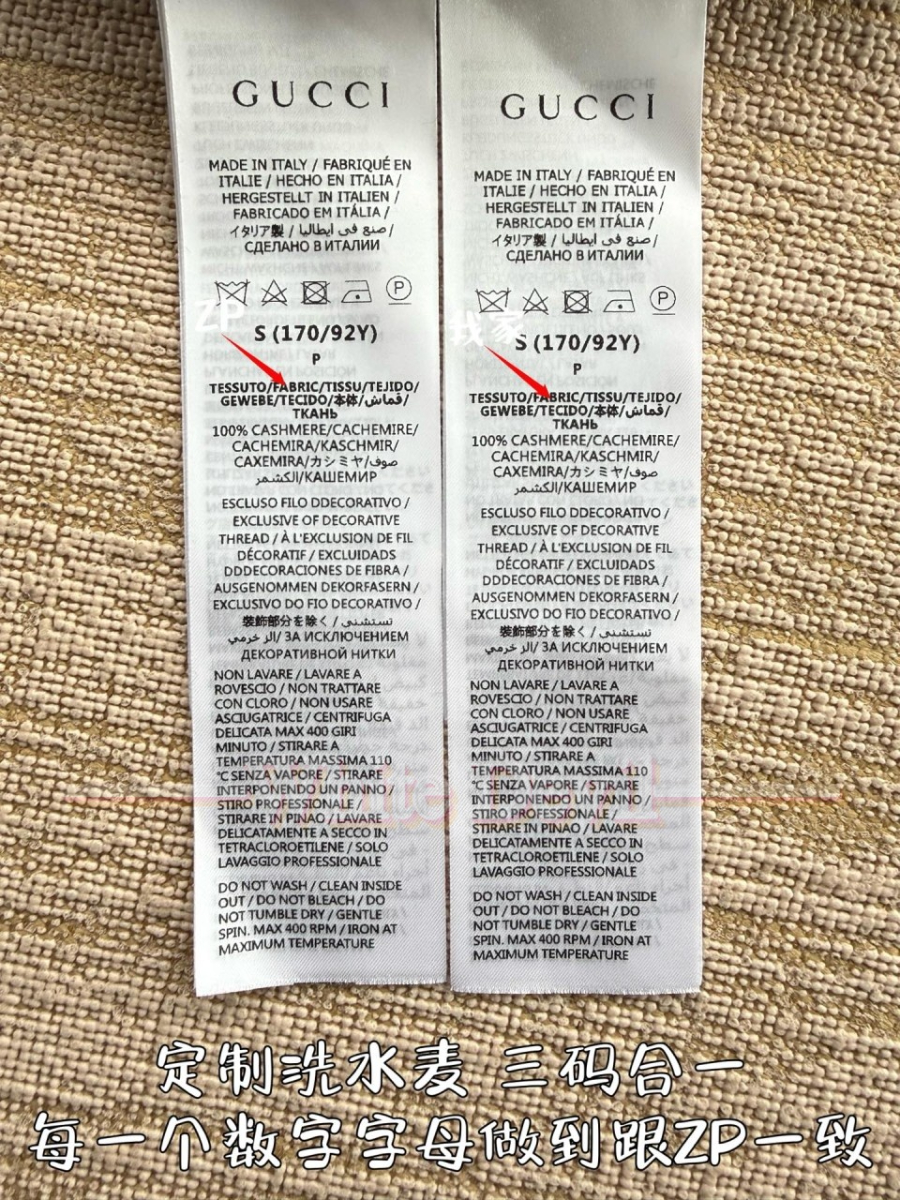 GUCCI
MADE IN ITALY / FABRIQUÉ EN
ITALIE / HECHO EN ITALIA /
HERGESTELLT IN ITALIEN /
FABRICADO EM ITÁLIA /
イタリア製 / صنع في ايطاليا /
СДЕЛАНО В ИТАЛИИ
P
ZP
S (170/92Y)
P
TESSUTO/FABRIC/TISSU/TEJIDO/
GEWEBE/TECIDO/本体/قماش/
ТКАНЬ
100% CASHMERE/CACHEMIRE/
CACHEMIRA/KASCHMIR/
CAXEMIRA/カシミヤ/صوف
الكشمر/КАШЕМИР
ESCLUSO FILO DDECORATIVO /
EXCLUSIVE OF DECORATIVE
THREAD / À L'EXCLUSION DE FIL
DÉCORATIF / EXCLUIDADS
DDDECORACIONES DE FIBRA /
AUSGENOMMEN DEKORFASERN /
EXCLUSIVO DO FIO DECORATIVO /
装飾部分を除く / تستشنى
الز خرمي/ ЗА ИСКЛЮЧЕНИЕМ
ДЕКОРАТИВНОЙ НИТКИ
NON LAVARE / LAVARE A
ROVESCIO / NON TRATTARE
CON CLORO / NON USARE
ASCIUGATRICE / CENTRIFUGA
DELICATA MAX 400 GIRI
MINUTO / STIRARE A
TEMPERATURA MASSIMA 110
℃ SENZA VAPORE / STIRARE
INTERPONENDO UN PANNO /
STIRO PROFESSIONALE /
STIRARE IN PINAO / LAVARE
DELICATAMENTE A SECCO IN
TETRACLOROETILENE / SOLO
LAVAGGIO PROFESSIONALE
DO NOT WASH / CLEAN INSIDE
OUT / DO NOT BLEACH / DO
NOT TUMBLE DRY / GENTLE
SPIN. MAX 400 RPM / IRON AT
MAXIMUM TEMPERATURE
GUCCI
MADE IN ITALY / FABRIQUÉ EN
ITALIE / HECHO EN ITALIA /
HERGESTELLT IN ITALIEN /
FABRICADO EM ITÁLIA /
イタリア製 / صنع في ايطاليا /
СДЕЛАНО В ИТАЛИИ
P
我家
S (170/92Y)
P
TESSUTO/FABRIC/TISSU/TEJIDO/
GEWEBE/TECIDO/本体/قماش/
ТКАНЬ
100% CASHMERE/CACHEMIRE/
CACHEMIRA/KASCHMIR/
CAXEMIRA/カシミヤ/صوف
الكشمر/КАШЕМИР
ESCLUSO FILO DDECORATIVO /
EXCLUSIVE OF DECORATIVE
THREAD / À L'EXCLUSION DE FIL
DÉCORATIF / EXCLUIDADS
DDDECORACIONES DE FIBRA /
AUSGENOMMEN DEKORFASERN /
EXCLUSIVO DO FIO DECORATIVO /
装飾部分を除く / تستشنى
الز خرمي/ ЗА ИСКЛЮЧЕНИЕМ
ДЕКОРАТИВНОЙ НИТКИ
NON LAVARE / LAVARE A
ROVESCIO / NON TRATTARE
CON CLORO / NON USARE
ASCIUGATRICE / CENTRIFUGA
DELICATA MAX 400 GIRI
MINUTO / STIRARE A
TEMPERATURA MASSIMA 110
℃ SENZA VAPORE / STIRARE
INTERPONENDO UN PANNO /
STIRO PROFESSIONALE /
STIRARE IN PINAO / LAVARE
DELICATAMENTE A SECCO IN
TETRACLOROETILENE / SOLO
LAVAGGIO PROFESSIONALE
DO NOT WASH / CLEAN INSIDE
OUT / DO NOT BLEACH / DO
NOT TUMBLE DRY / GENTLE
SPIN. MAX 400 RPM / IRON AT
MAXIMUM TEMPERATURE
定制洗水麦 三码合一
每一个数字字母做到跟ZP一致